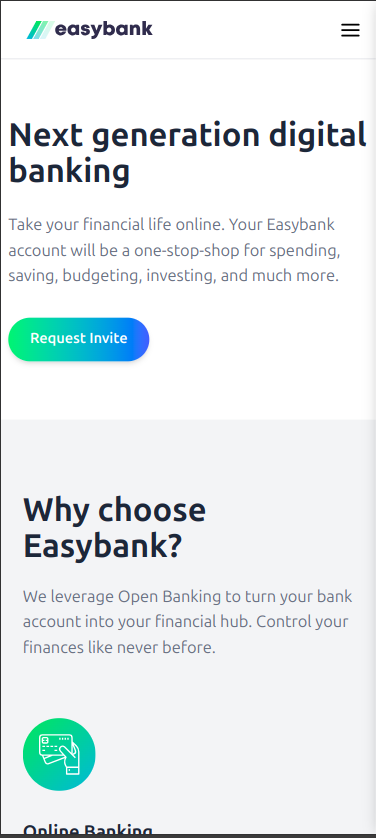 easybank
Next generation digital
banking
Take your financial life online. Your Easybank
account will be a one-stop-shop for spending,
saving, budgeting, investing, and much more.
Request Invite
Why choose
Easybank?
We leverage Open Banking to turn your bank
account into your financial hub. Control your
finances like never before.
Online Banking